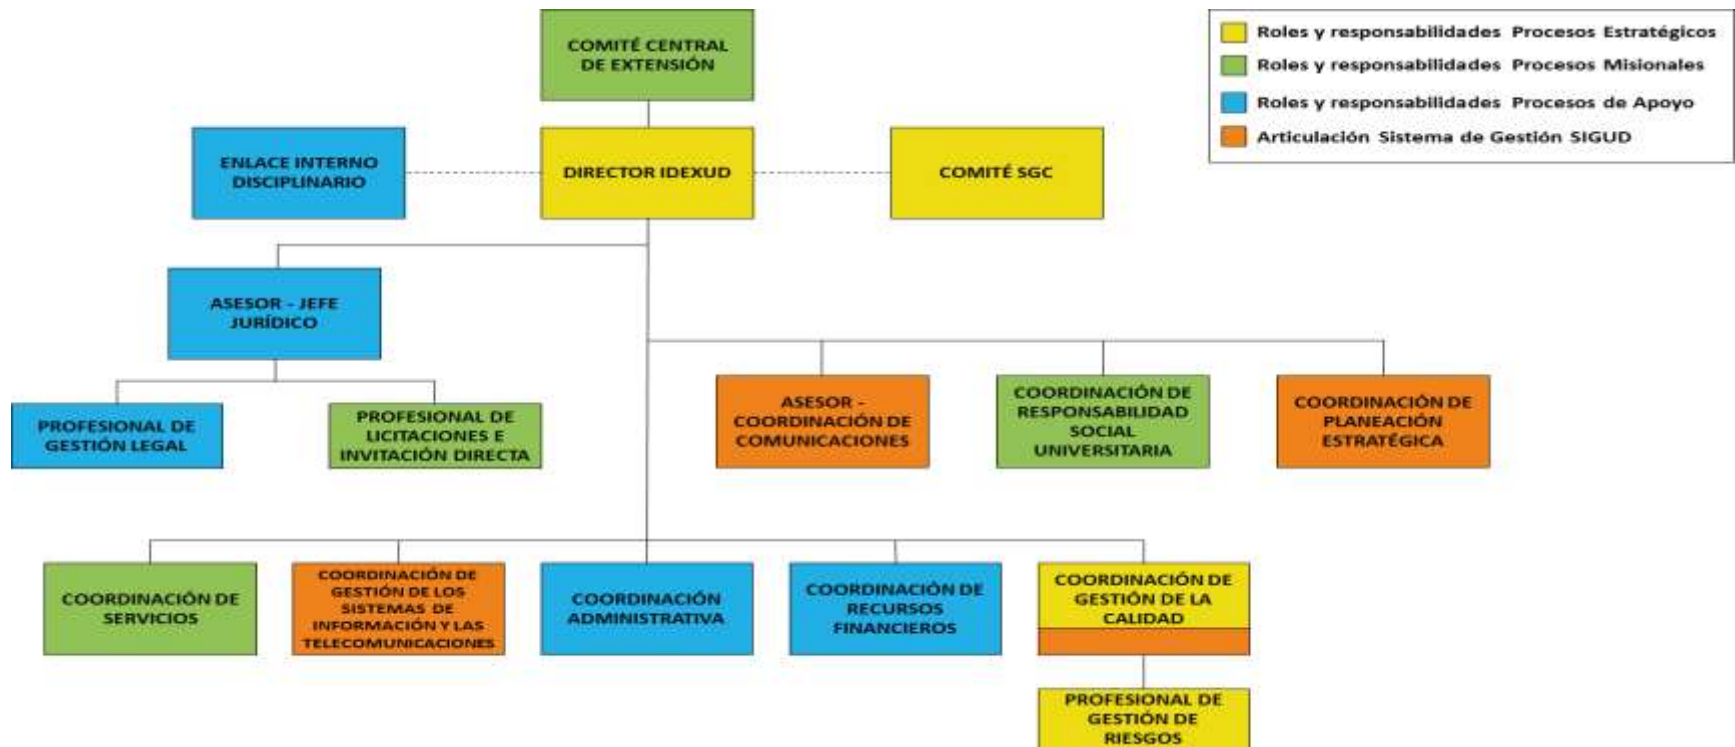 COMITÉ CENTRAL
DE EXTENSIÓN
Roles y responsabilidades Procesos Estratégicos
Roles y responsabilidades Procesos Misionales
Roles y responsabilidades Procesos de Apoyo
Articulación Sistema de Gestión SIGUD
ENLACE INTERNO
DISCIPLINARIO
DIRECTOR IDEXUD
COMITÉ SGC
ASESOR - JEFE
JURÍDICO
PROFESIONAL DE
GESTIÓN LEGAL
PROFESIONAL DE
LICITACIONES E
INVITACIÓN DIRECTA
ASESOR -
COORDINACIÓN DE
COMUNICACIONES
COORDINACIÓN DE
RESPONSABILIDAD
SOCIAL
UNIVERSITARIA
COORDINACIÓN DE
PLANEACIÓN
ESTRATÉGICA
COORDINACIÓN DE
SERVICIOS
COORDINACIÓN DE
GESTIÓN DE LOS
SISTEMAS DE
INFORMACIÓN Y LAS
TELECOMUNICACIONES
COORDINACIÓN
ADMINISTRATIVA
COORDINACIÓN DE
RECURSOS
FINANCIEROS
COORDINACIÓN DE
GESTIÓN DE LA
CALIDAD
PROFESIONAL DE
GESTIÓN DE
RIESGOS